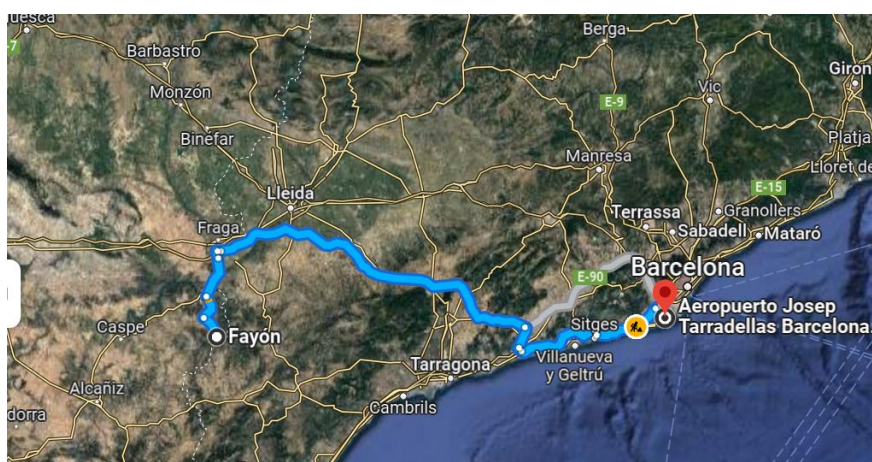 Berga
Barbastro
Monzón
Giron
Vic
E-9
Binéfar
Platja
Manresa
Lloret de
E-15
Lleida
Terrassa
Granollers
Fraga
Sabadell
Mataró
E-90
Barcelona
Aeropuerto Josep
Tarradellas Barcelona.
Caspe
Fayón
Sitges
Villanueva
y Geltrú
Tarragona
Alcañiz
Cambrils
dorra